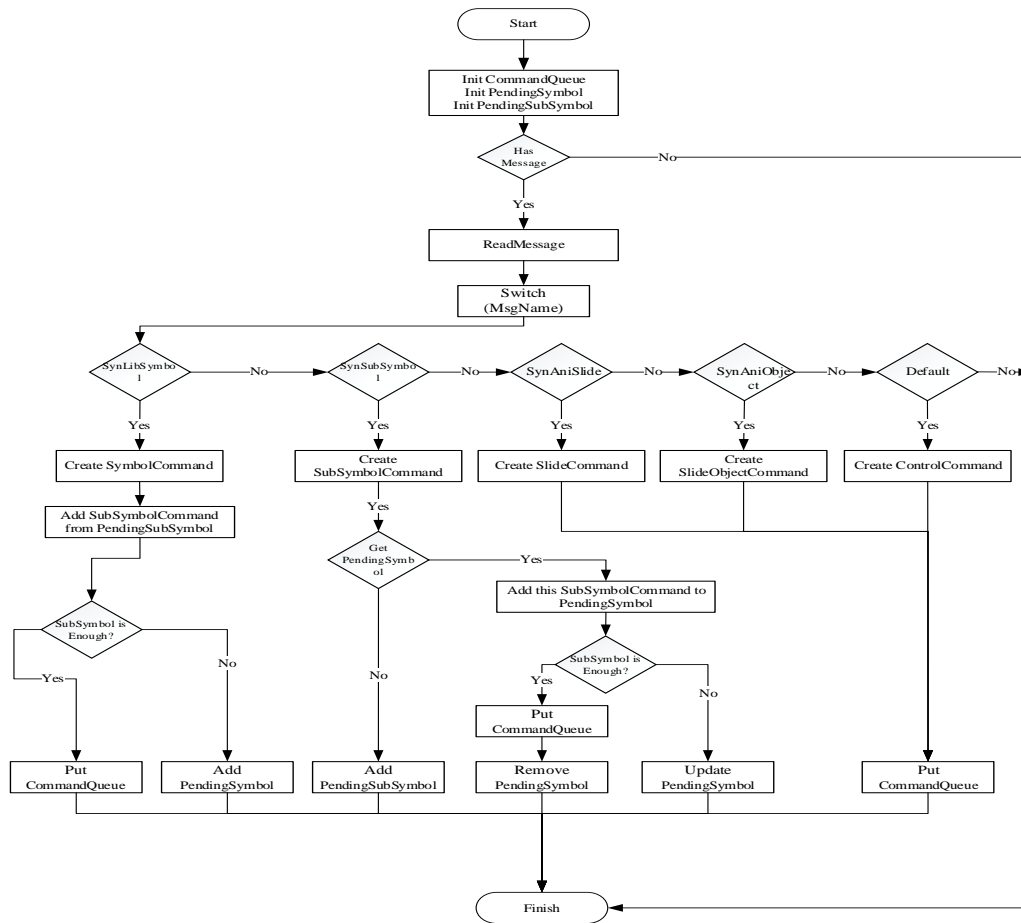 Start
Init CommandQueue
Init PendingSymbol
Init PendingSubSymbol
Has
Message
No
Yes
ReadMessage
Switch
(MsgName)
SynLibSymbo
l
No
SynSubSymbo
l
No
SynAniSlide
No
SynAniObje
ct
No
Default
No
Yes
Yes
Yes
Yes
Yes
Create SymbolCommand
Create
SubSymbolCommand
Create SlideCommand
Create
SlideObjectCommand
Create ControlCommand
Add SubSymbolCommand
from PendingSubSymbol
Yes
Get
PendingSymb
ol
Yes
Add this SubSymbolCommand to
PendingSymbol
SubSymbol is
Enough?
SubSymbol is
Enough?
No
No
Yes
Yes
No
Put
CommandQueue
Put
CommandQueue
Add
PendingSymbol
Add
PendingSubSymbol
Remove
PendingSymbol
Update
PendingSymbol
Put
CommandQueue
Finish